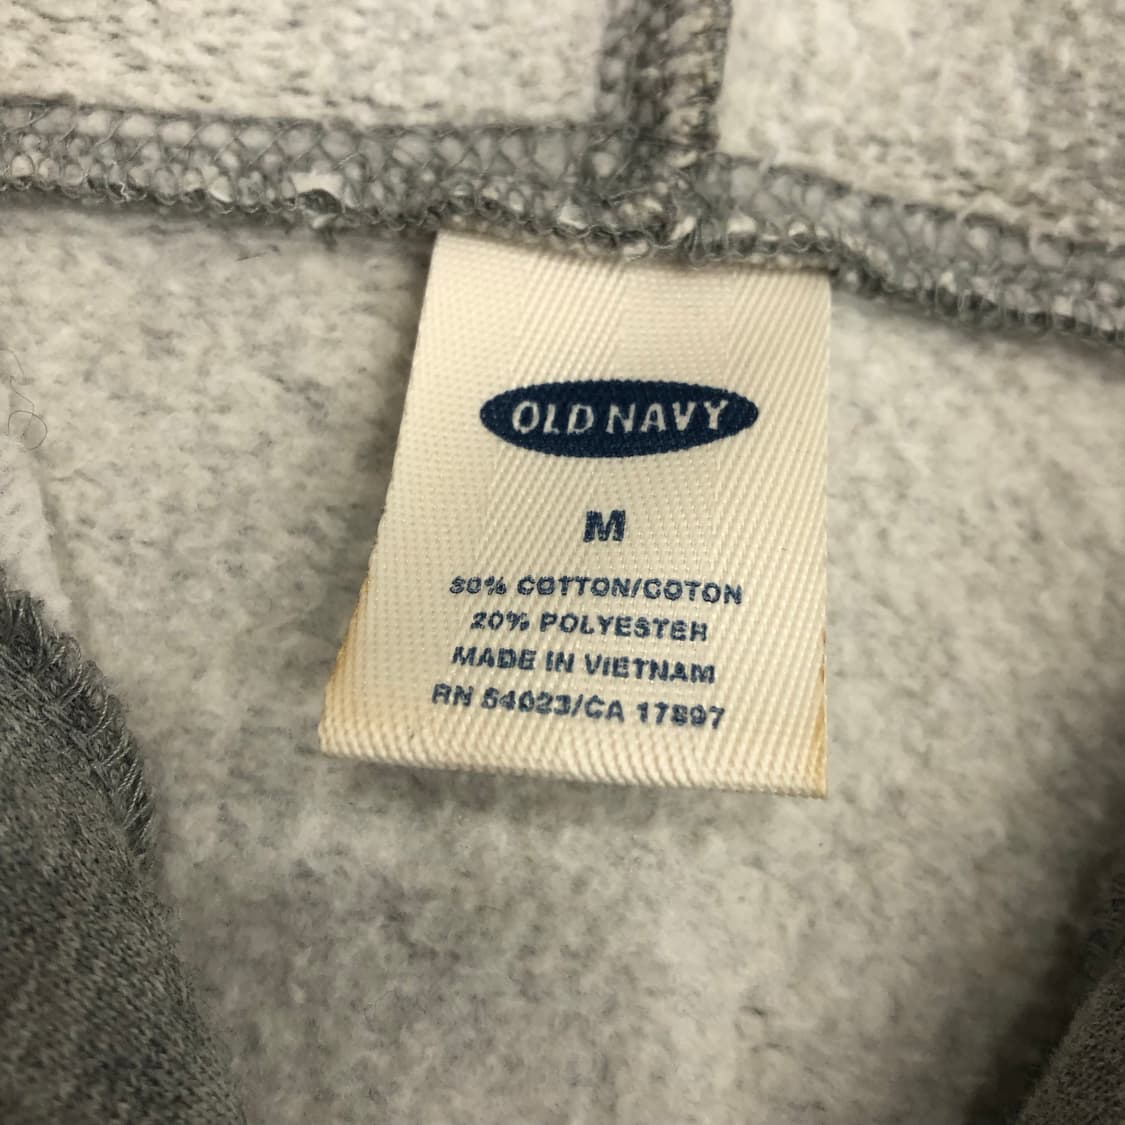 OLD NAVY
M
80% COTTON/COTON
20% POLYESTER
MADE IN VIETNAM
RN 54023/CA 17897